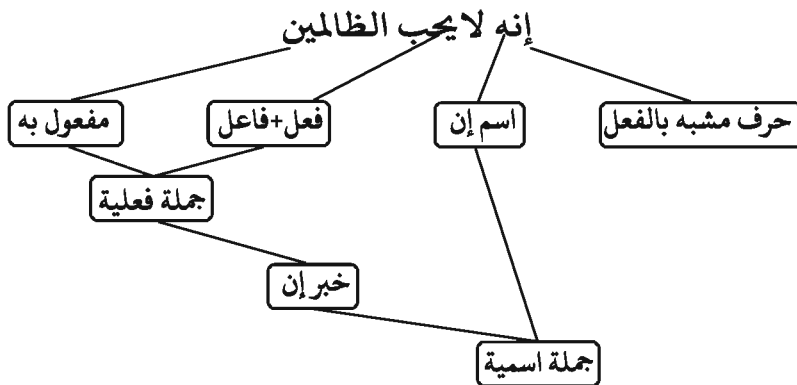 إنه لايحب الظالمين
حرف مشبه بالفعل
اسم إن
فعل+فاعل
مفعول به
جملة فعلية
خبر إن
جملة اسمية